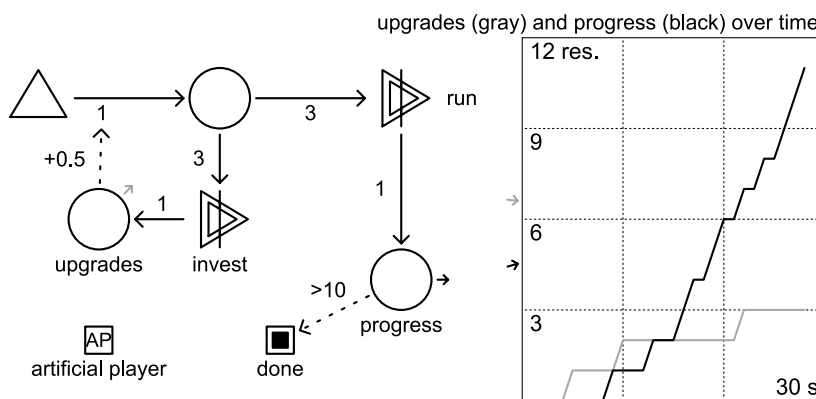 upgrades (gray) and progress (black) over time
12 res.
9
6
3
30 s
1
3
run
+0.5
3
1
1
upgrades
invest
>10
progress
AP
artificial player
done